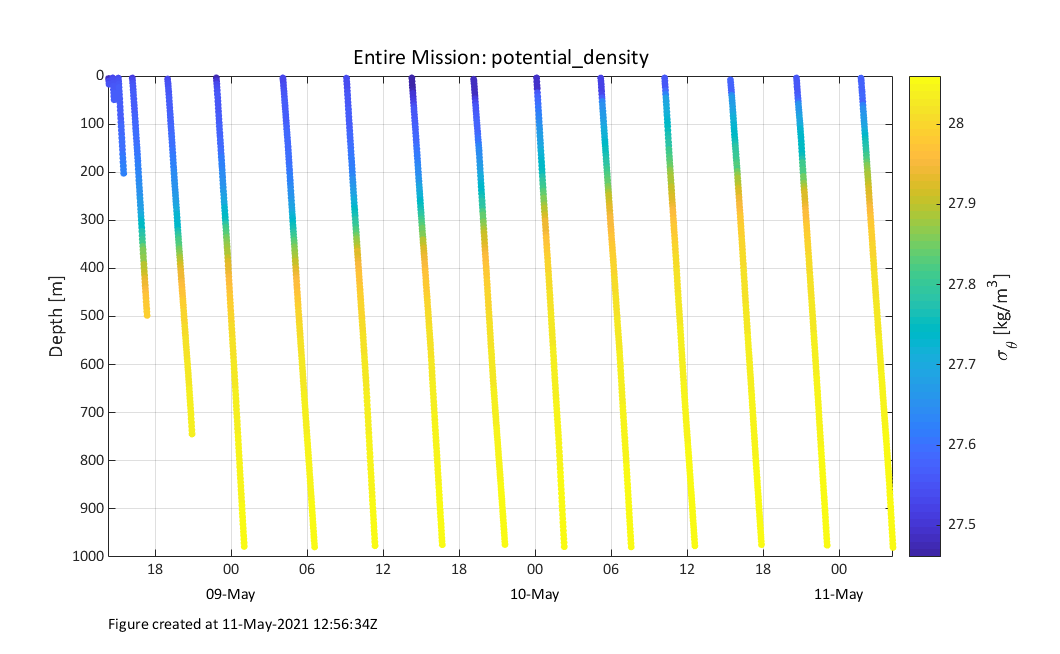 Entire Mission: potential_density
0
100
200
300
400
500
600
700
800
900
1000
Depth [m]
18 00 06 12 18 00 06 12 18 00
09-May 10-May 11-May
28
27.9
27.8
27.7
27.6
27.5
σθ [kg/m³]
Figure created at 11-May-2021 12:56:34Z